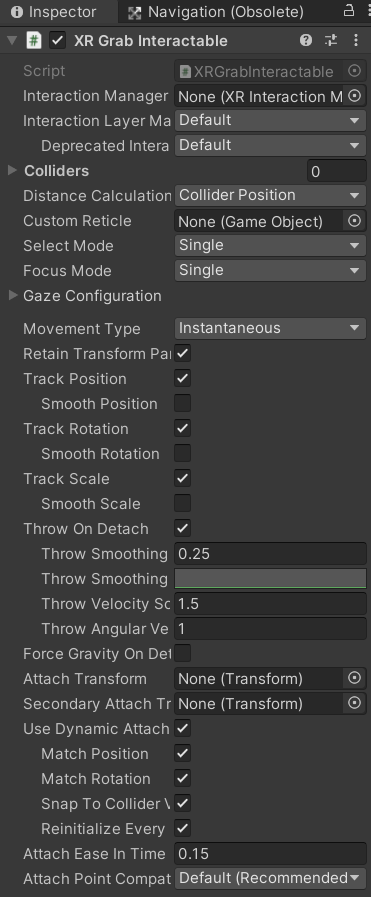 Inspector Navigation (Obsolete)
# XR Grab Interactable
Script # XRGrabInteractable
Interaction Manager None (XR Interaction M
Interaction Layer Ma Default
Deprecated Intera Default
Colliders 0
Distance Calculation Collider Position
Custom Reticle None (Game Object)
Select Mode Single
Focus Mode Single
Gaze Configuration
Movement Type Instantaneous
Retain Transform Par
Track Position
Smooth Position
Track Rotation
Smooth Rotation
Track Scale
Smooth Scale
Throw On Detach
Throw Smoothing 0.25
Throw Smoothing
Throw Velocity Sc 1.5
Throw Angular Ve 1
Force Gravity On Det
Attach Transform None (Transform)
Secondary Attach Tr None (Transform)
Use Dynamic Attach
Match Position
Match Rotation
Snap To Collider V
Reinitialize Every
Attach Ease In Time 0.15
Attach Point Compat Default (Recommended